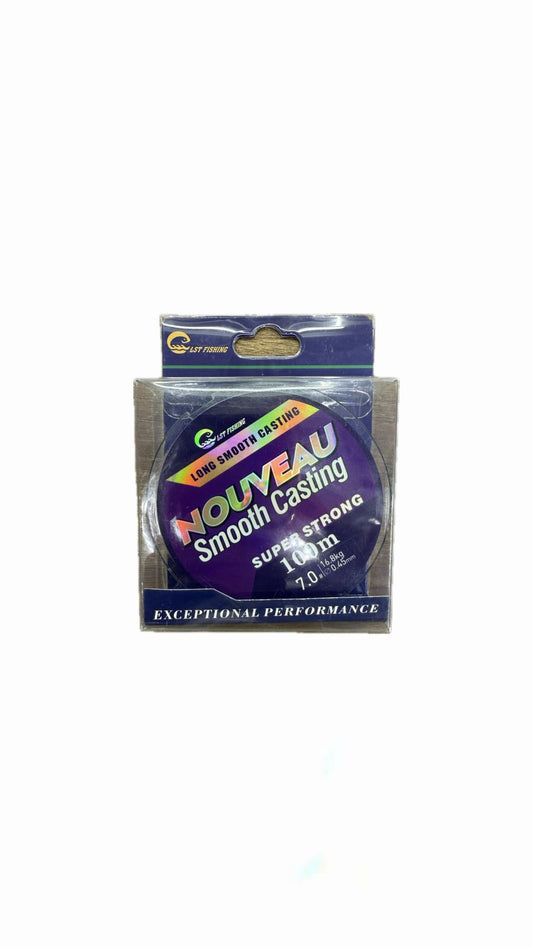 LST FISHING
LST FISHING
LONG SMOOTH CASTING
NOUVEAU
Smooth Casting
SUPER STRONG
100m
16.8kg
7.0
0.45mm
EXCEPTIONAL PERFORMANCE